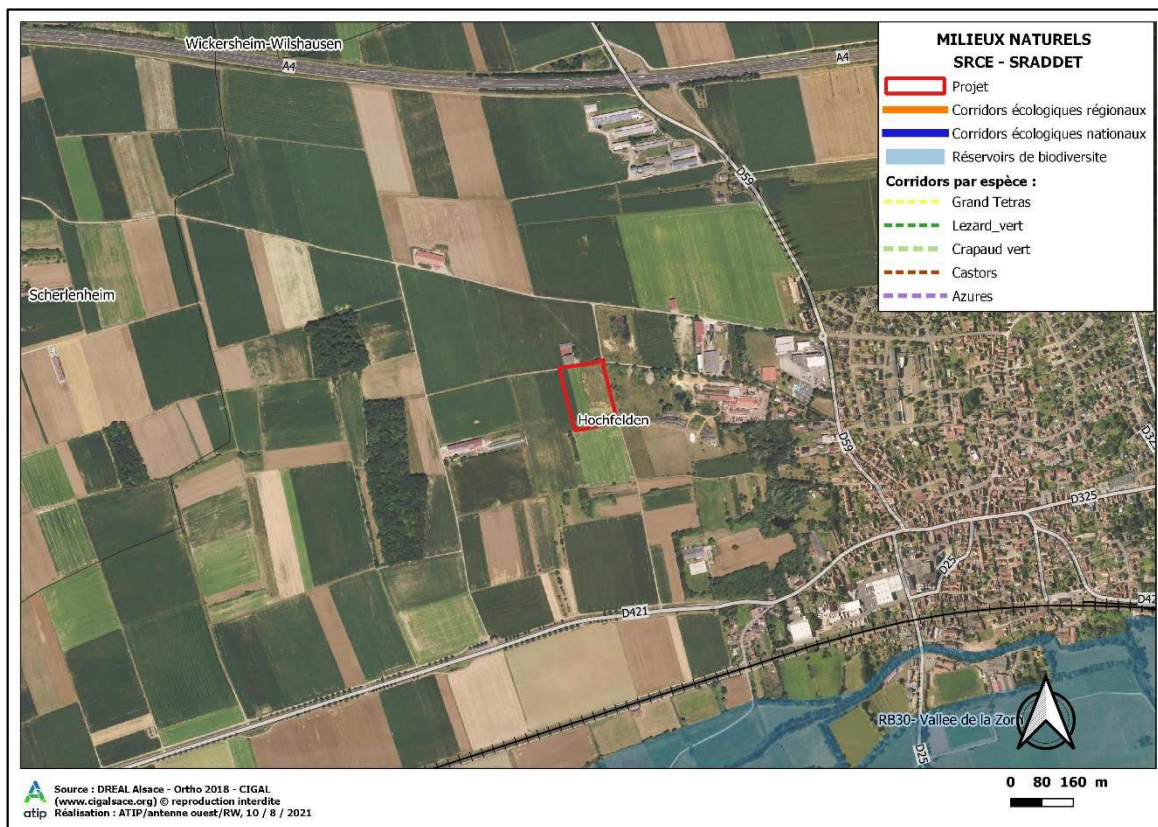 Wickersheim-Wilshausen
A4
A4
MILIEUX NATURELS
SRCE - SRADDET
Projet
Corridors écologiques régionaux
Corridors écologiques nationaux
Réservoirs de biodiversite
Corridors par espèce :
Grand Tetras
Lezard_vert
Crapaud vert
Castors
Azures
D59
Scherlenheim
Hochfelden
D59
D325
D25
D421
RB30- Vallee de la Zorn
D25
0 80 160 m
atip
Source : DREAL Alsace - Ortho 2018 - CIGAL
(www.cigalsace.org) © reproduction interdite
Réalisation : ATIP/antenne ouest/RW, 10 / 8 / 2021